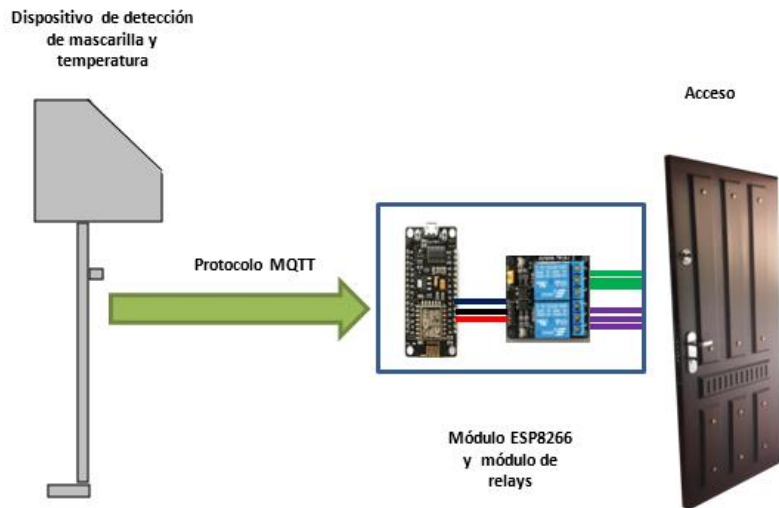 Dispositivo de detección
de mascarilla y
temperatura
Acceso
Protocolo MQTT
Módulo ESP8266
y módulo de
relays